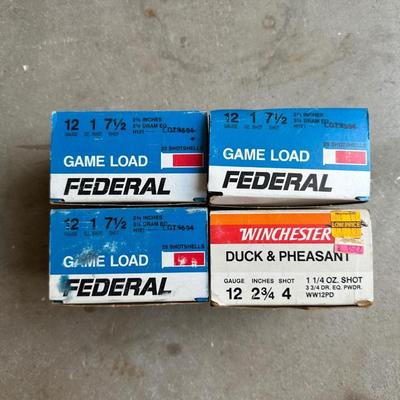 12 1 7½ 2¾ INCHES
GAUGE OZ. SHOT SHOT 3¼ DRAM EQ.
25 SHOTSHELLS
GAME LOAD
FEDERAL
12 1 7½ 2¾ INCHES
GAUGE OZ. SHOT SHOT 3¼ DRAM EQ.
25 SHOTSHELLS
GAME LOAD
FEDERAL
12 1 7½ 2¾ INCHES
3¼ DRAM EQ.
25 SHOTSHELLS
GAME LOAD
FEDERAL
LOW PRICE
WINCHESTER
DUCK & PHEASANT
GAUGE INCHES SHOT 1 1/4 OZ. SHOT
12 2¾ 4 3 3/4 DR. EQ. PWDR.
WW12PD